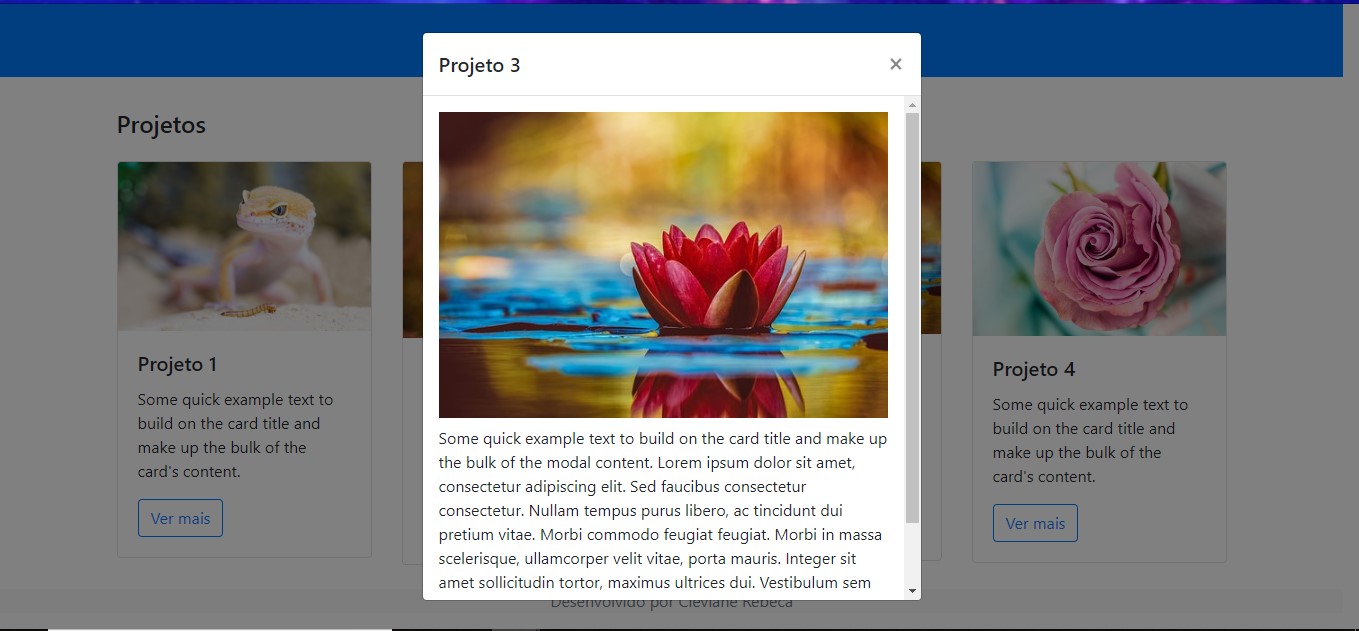 Projeto 3
×
Some quick example text to build on the card title and make up
the bulk of the modal content. Lorem ipsum dolor sit amet,
consectetur adipiscing elit. Sed faucibus consectetur
consectetur. Nullam tempus purus libero, ac tincidunt dui
pretium vitae. Morbi commodo feugiat feugiat. Morbi in massa
scelerisque, ullamcorper velit vitae, porta mauris. Integer sit
amet sollicitudin tortor, maximus ultrices dui. Vestibulum sem
Projetos
Projeto 1
Some quick example text to
build on the card title and
make up the bulk of the
card's content.
Ver mais
Projeto 4
Some quick example text to
build on the card title and
make up the bulk of the
card's content.
Ver mais
Desenvolvido por Cleviane Rebeca